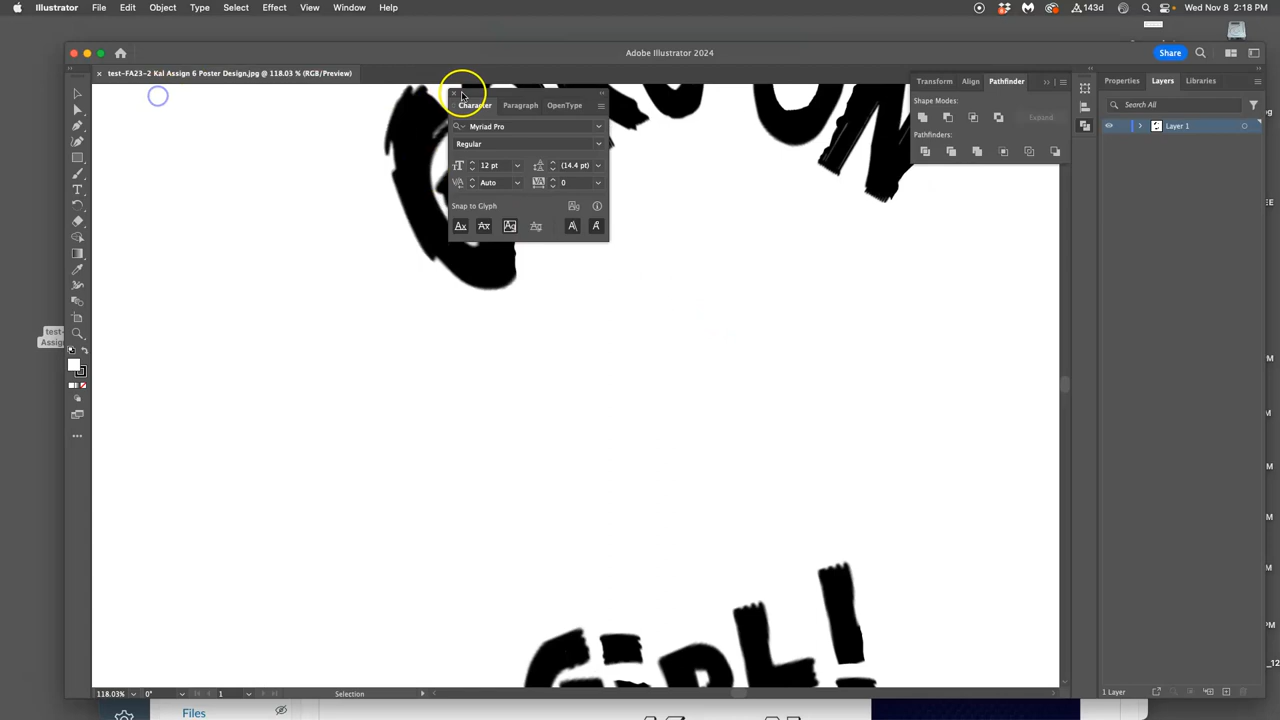 Illustrator File Edit Object Type Select Effect View Window Help
143d Wed Nov 8 2:18 PM
Adobe Illustrator 2024
Share
× test-FA23-2 Kal Assign 6 Poster Design.jpg @ 118.03 % (RGB/Preview)
Transform Align Pathfinder
Properties Layers Libraries
Character Paragraph OpenType
Shape Modes:
Search All
Expand
Myriad Pro
Layer 1
Regular
Pathfinders:
12 pt (14.4 pt)
Auto 0
Snap to Glyph
test-
Assign
GiRL!
118.03% 0° 1 Selection
1 Layer
Files